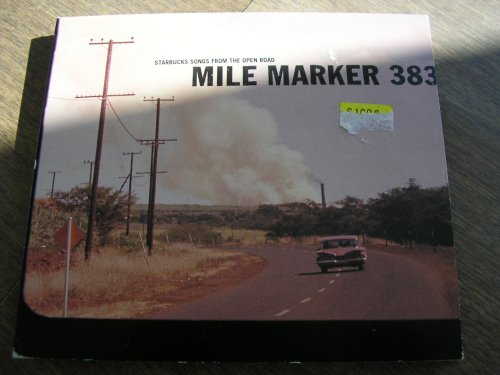 STARBUCKS SONGS FROM THE OPEN ROAD
MILE MARKER 383